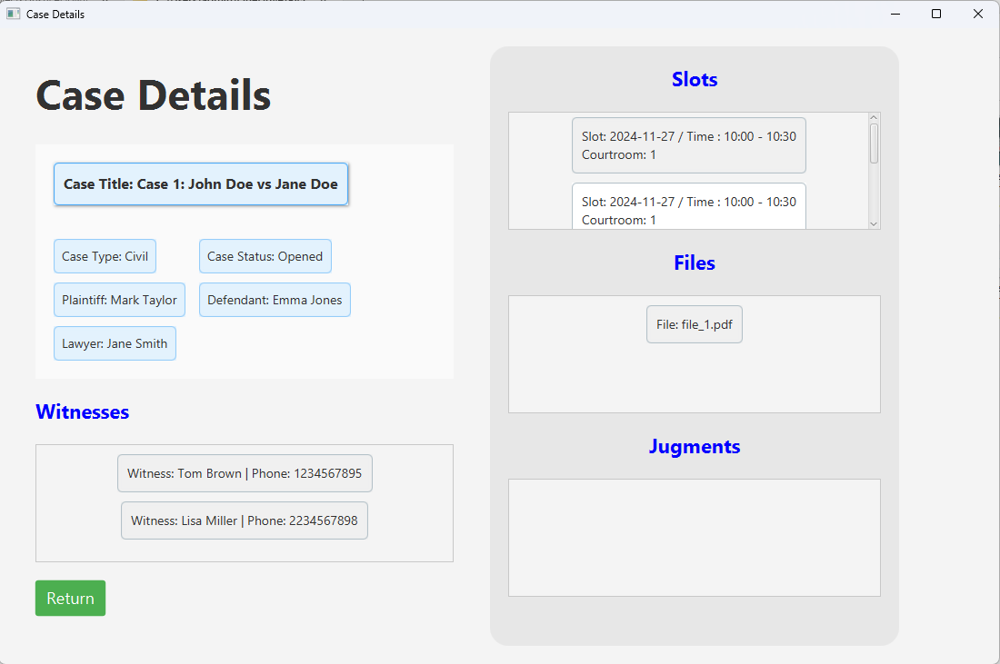 Case Details
Case Details
Case Title: Case 1: John Doe vs Jane Doe
Case Type: Civil
Case Status: Opened
Plaintiff: Mark Taylor
Defendant: Emma Jones
Lawyer: Jane Smith
Witnesses
Witness: Tom Brown | Phone: 1234567895
Witness: Lisa Miller | Phone: 2234567898
Return
Slots
Slot: 2024-11-27 / Time : 10:00 - 10:30
Courtroom: 1
Slot: 2024-11-27 / Time : 10:00 - 10:30
Courtroom: 1
Files
File: file_1.pdf
Jugments